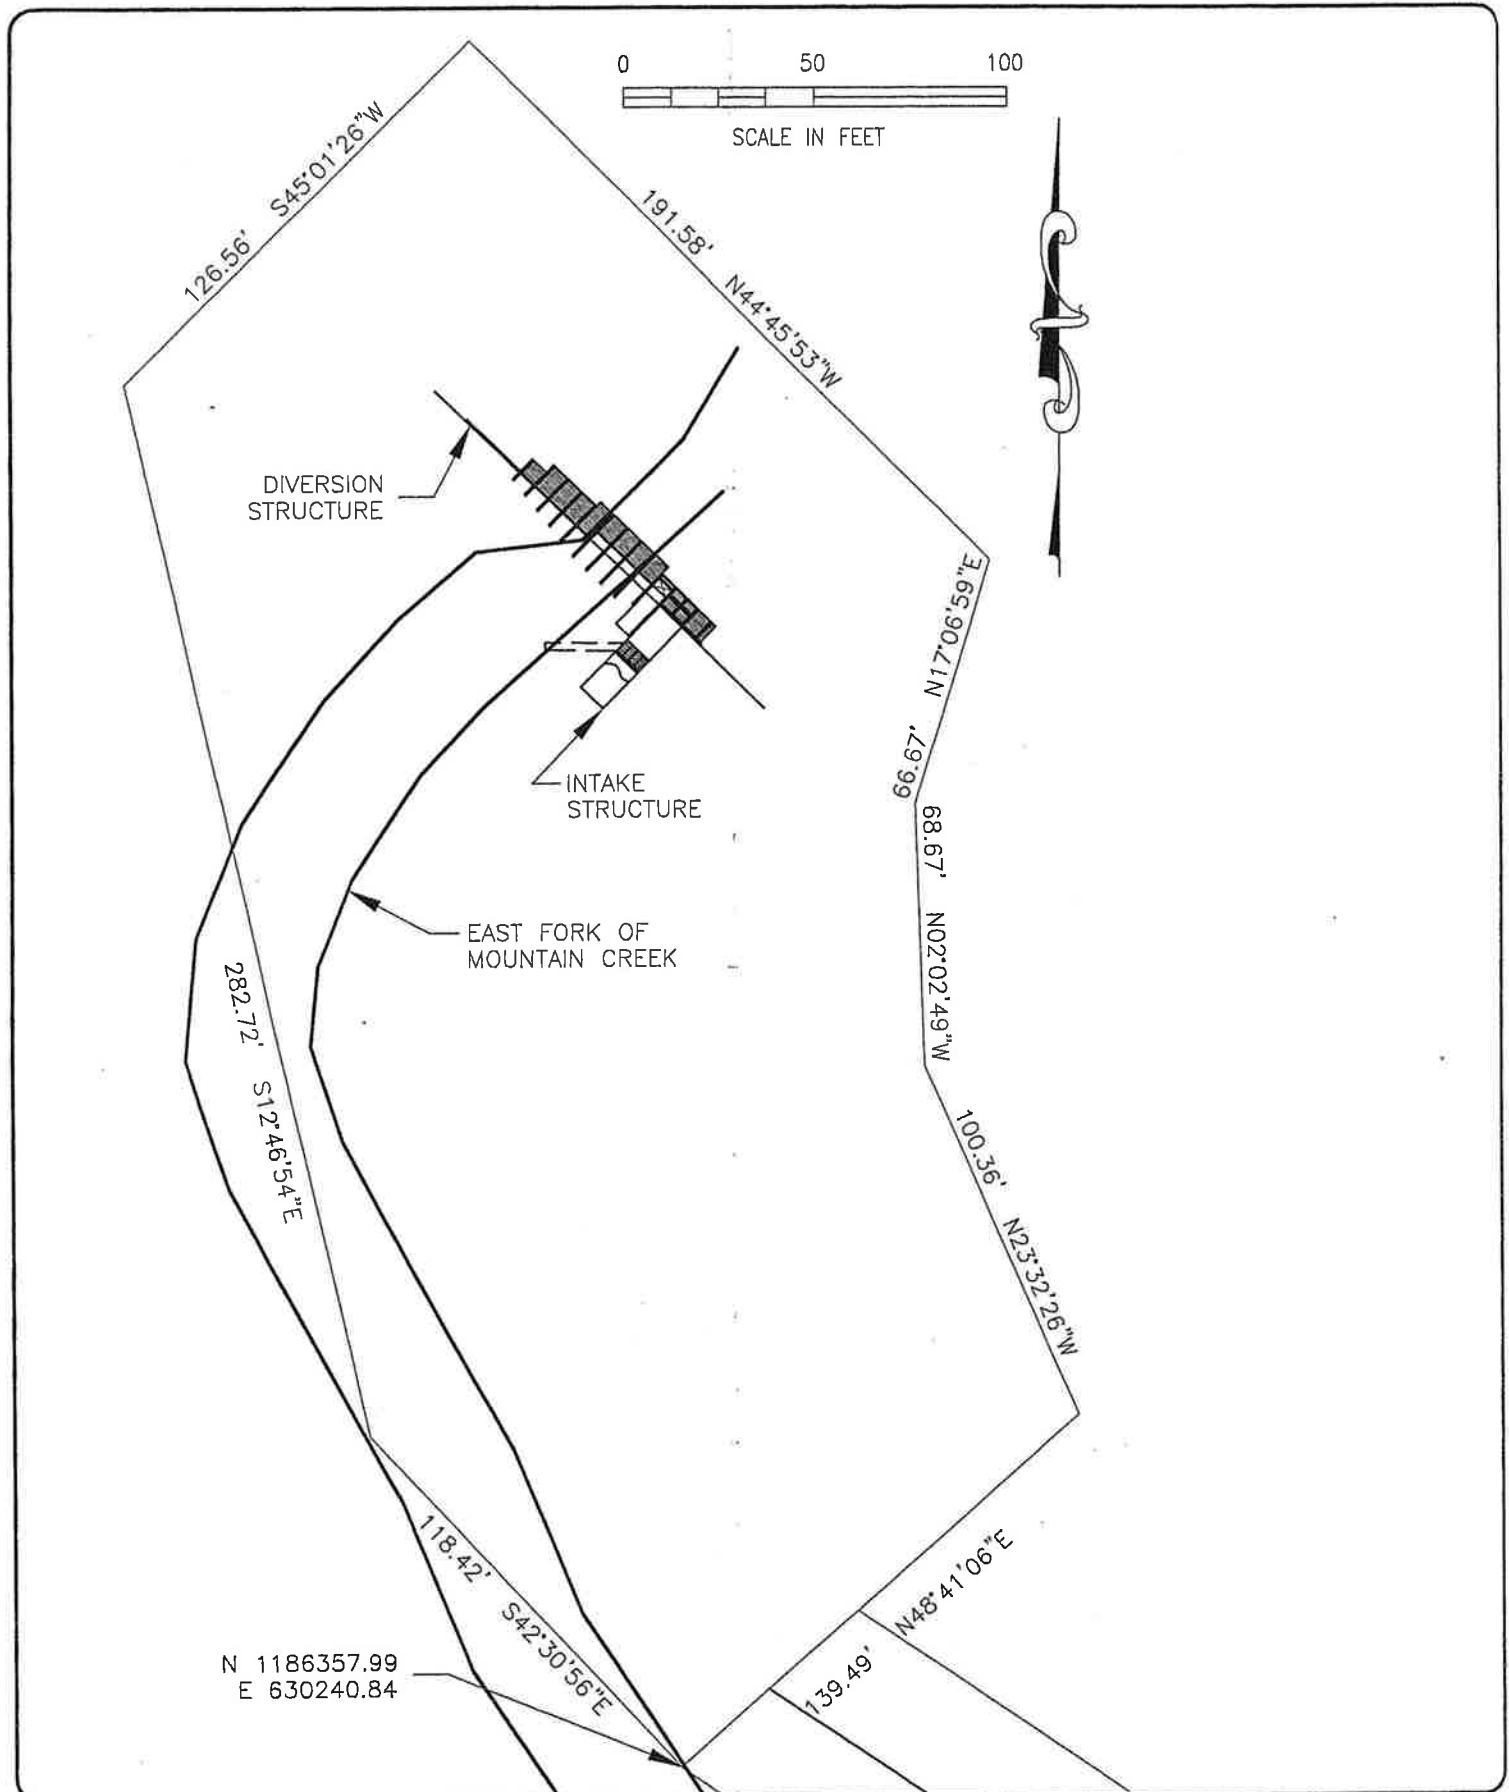 0 50 100
SCALE IN FEET
126.56' S45°01'26"W
191.58' N44°45'53"W
DIVERSION
STRUCTURE
66.67' N17°06'59"E
INTAKE
STRUCTURE
68.67' N02°02'49"W
EAST FORK OF
MOUNTAIN CREEK
282.72' S12°46'54"E
100.36' N23°32'26"W
118.42' S42°30'56"E
139.49' N48°41'06"E
N 1186357.99
E 630240.84